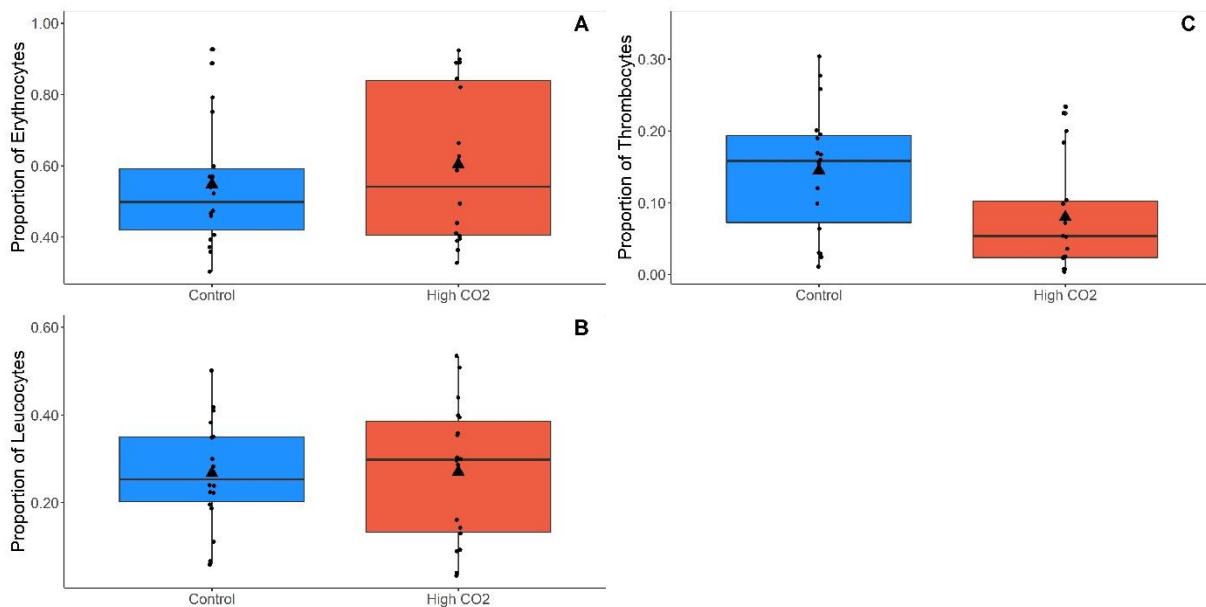 A
Proportion of Erythrocytes
1.00
0.80
0.60
0.40
Control
High CO2
C
Proportion of Thrombocytes
0.30
0.20
0.10
0.00
Control
High CO2
B
Proportion of Leucocytes
0.60
0.40
0.20
Control
High CO2